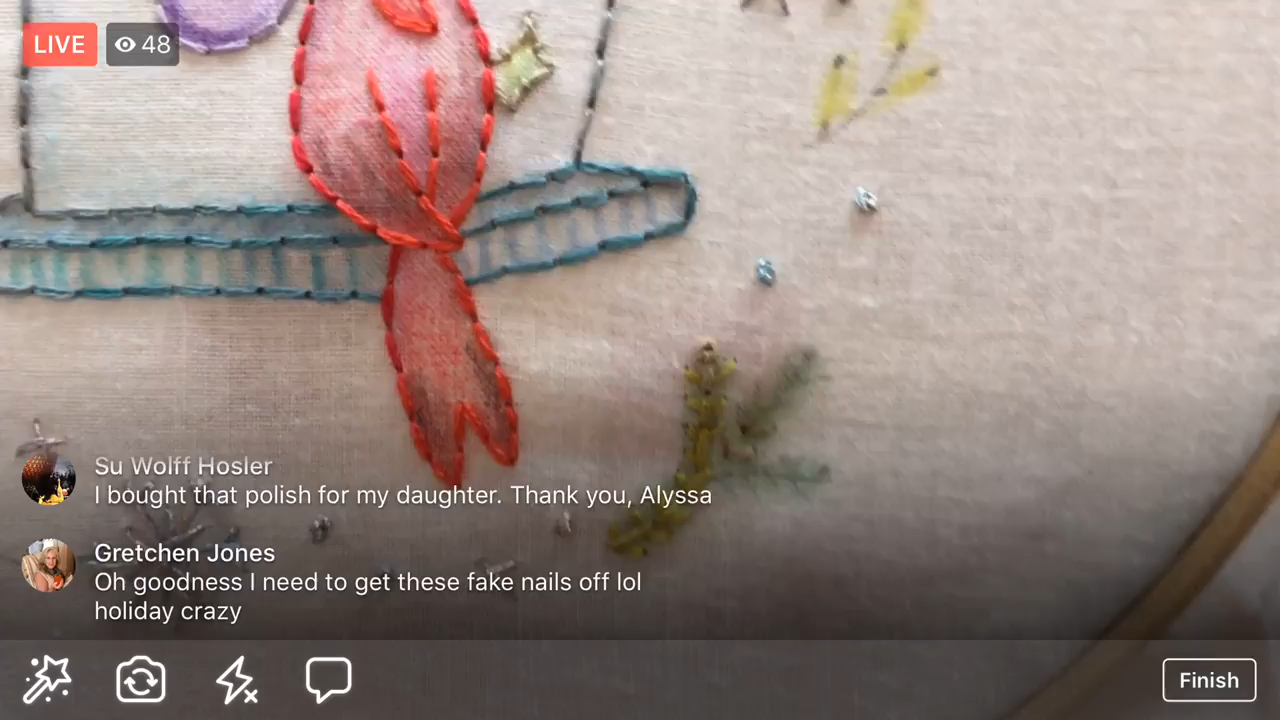 LIVE
48
Su Wolff Hosler
I bought that polish for my daughter. Thank you, Alyssa
Gretchen Jones
Oh goodness I need to get these fake nails off lol
holiday crazy
Finish